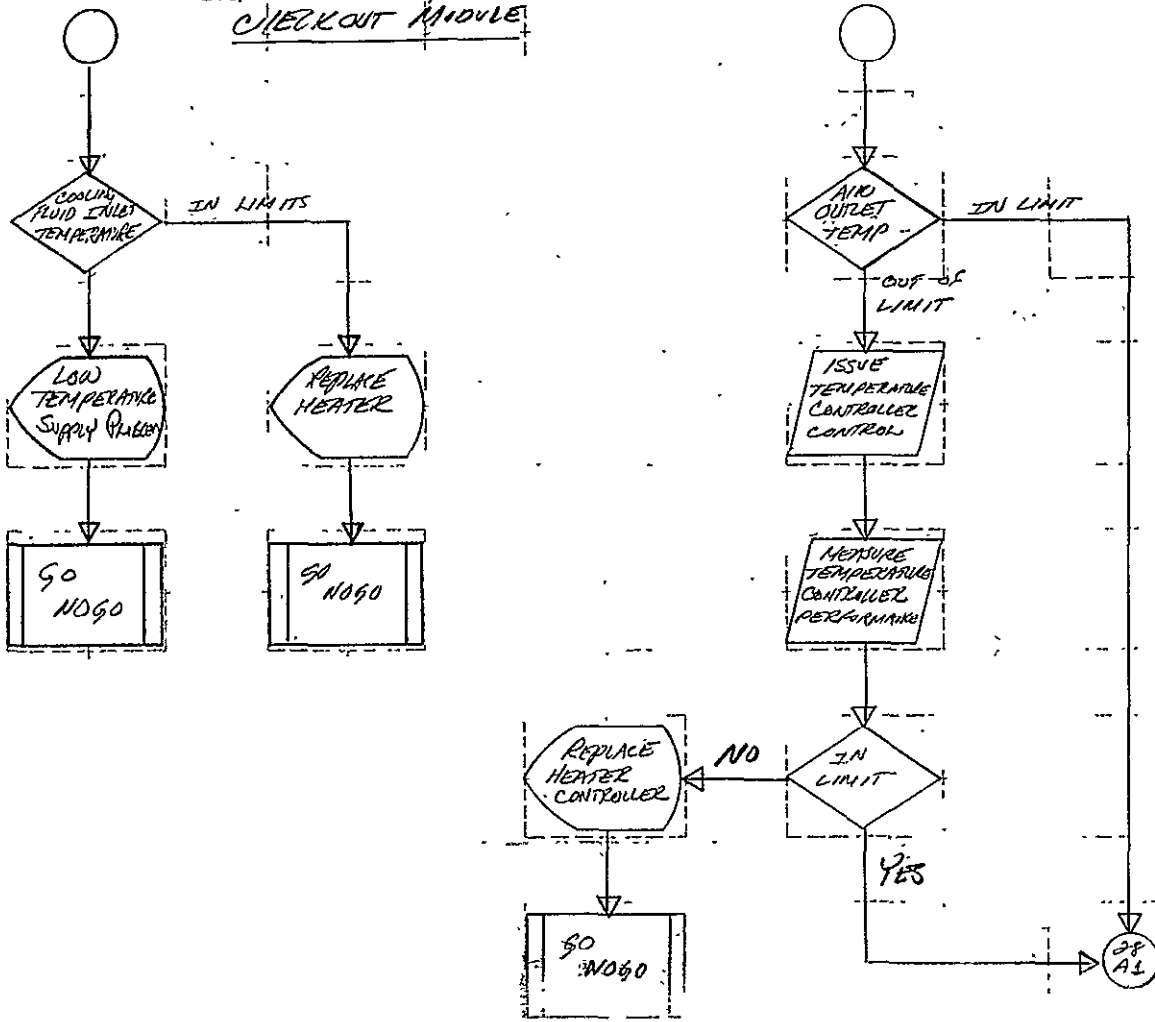 CHECKOUT MODULE
COOLING
FLUID INLET
TEMPERATURE
IN LIMITS
LOW
TEMPERATURE
SUPPLY PROBLEM
REPLACE
HEATER
GO
NOGO
GO
NOGO
OUTLET
TEMP
IN LIMIT
OUT OF
LIMIT
ISSUE
TEMPERATURE
CONTROLLER
CONTROL
MEASURE
TEMPERATURE
CONTROLLER
PERFORMANCE
IN
LIMIT
NO
REPLACE
HEATER
CONTROLLER
YES
GO
NOGO
28
A1